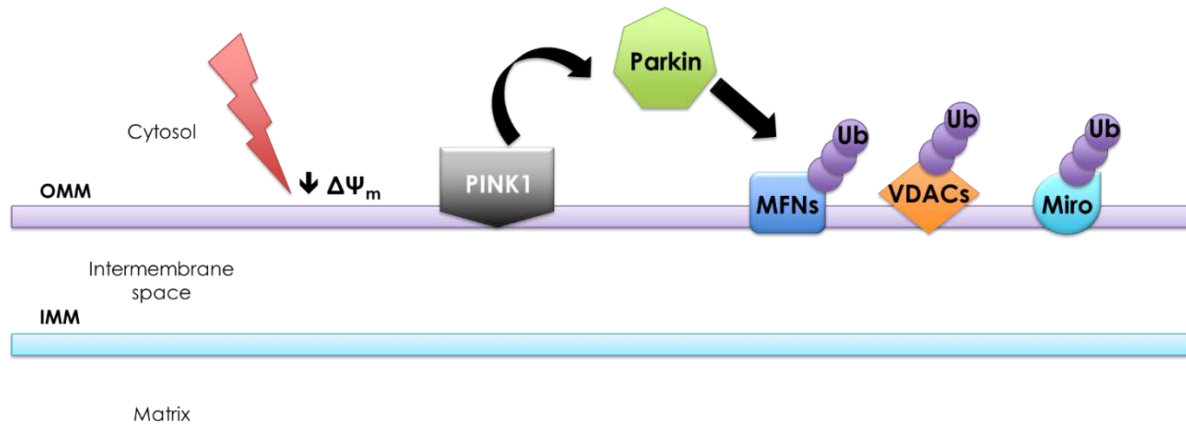 Parkin
Cytosol
Ub
Ub
Ub
OMM
↓ ΔΨm
PINK1
MFNs
VDACs
Miro
Intermembrane
space
IMM
Matrix